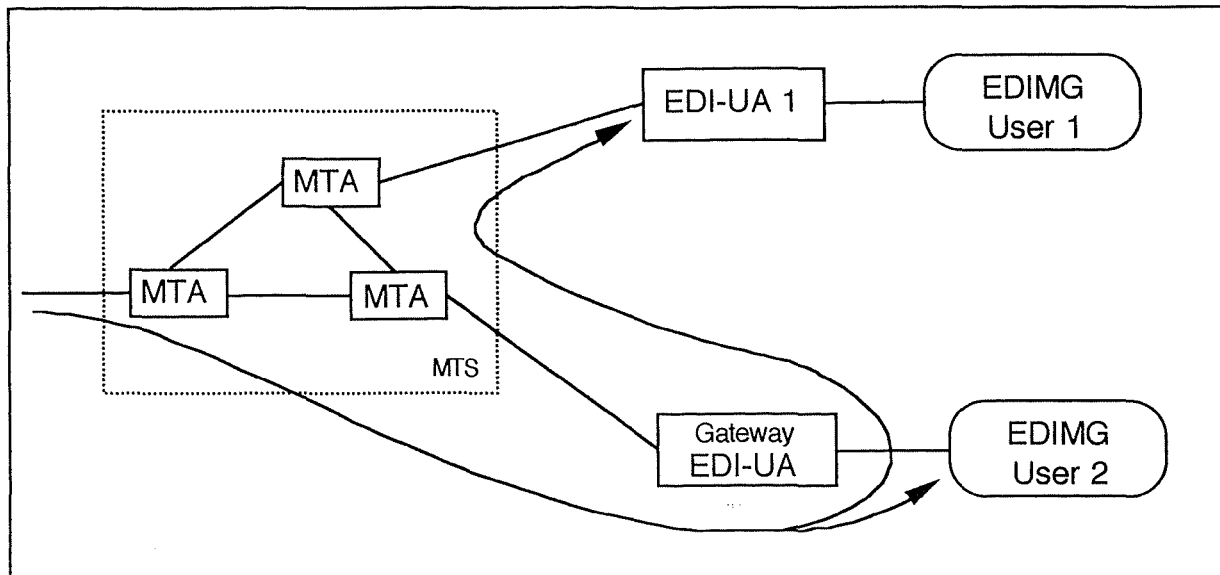 EDI-UA 1
EDIMG
User 1
MTA
MTA
MTA
MTS
Gateway
EDI-UA
EDIMG
User 2